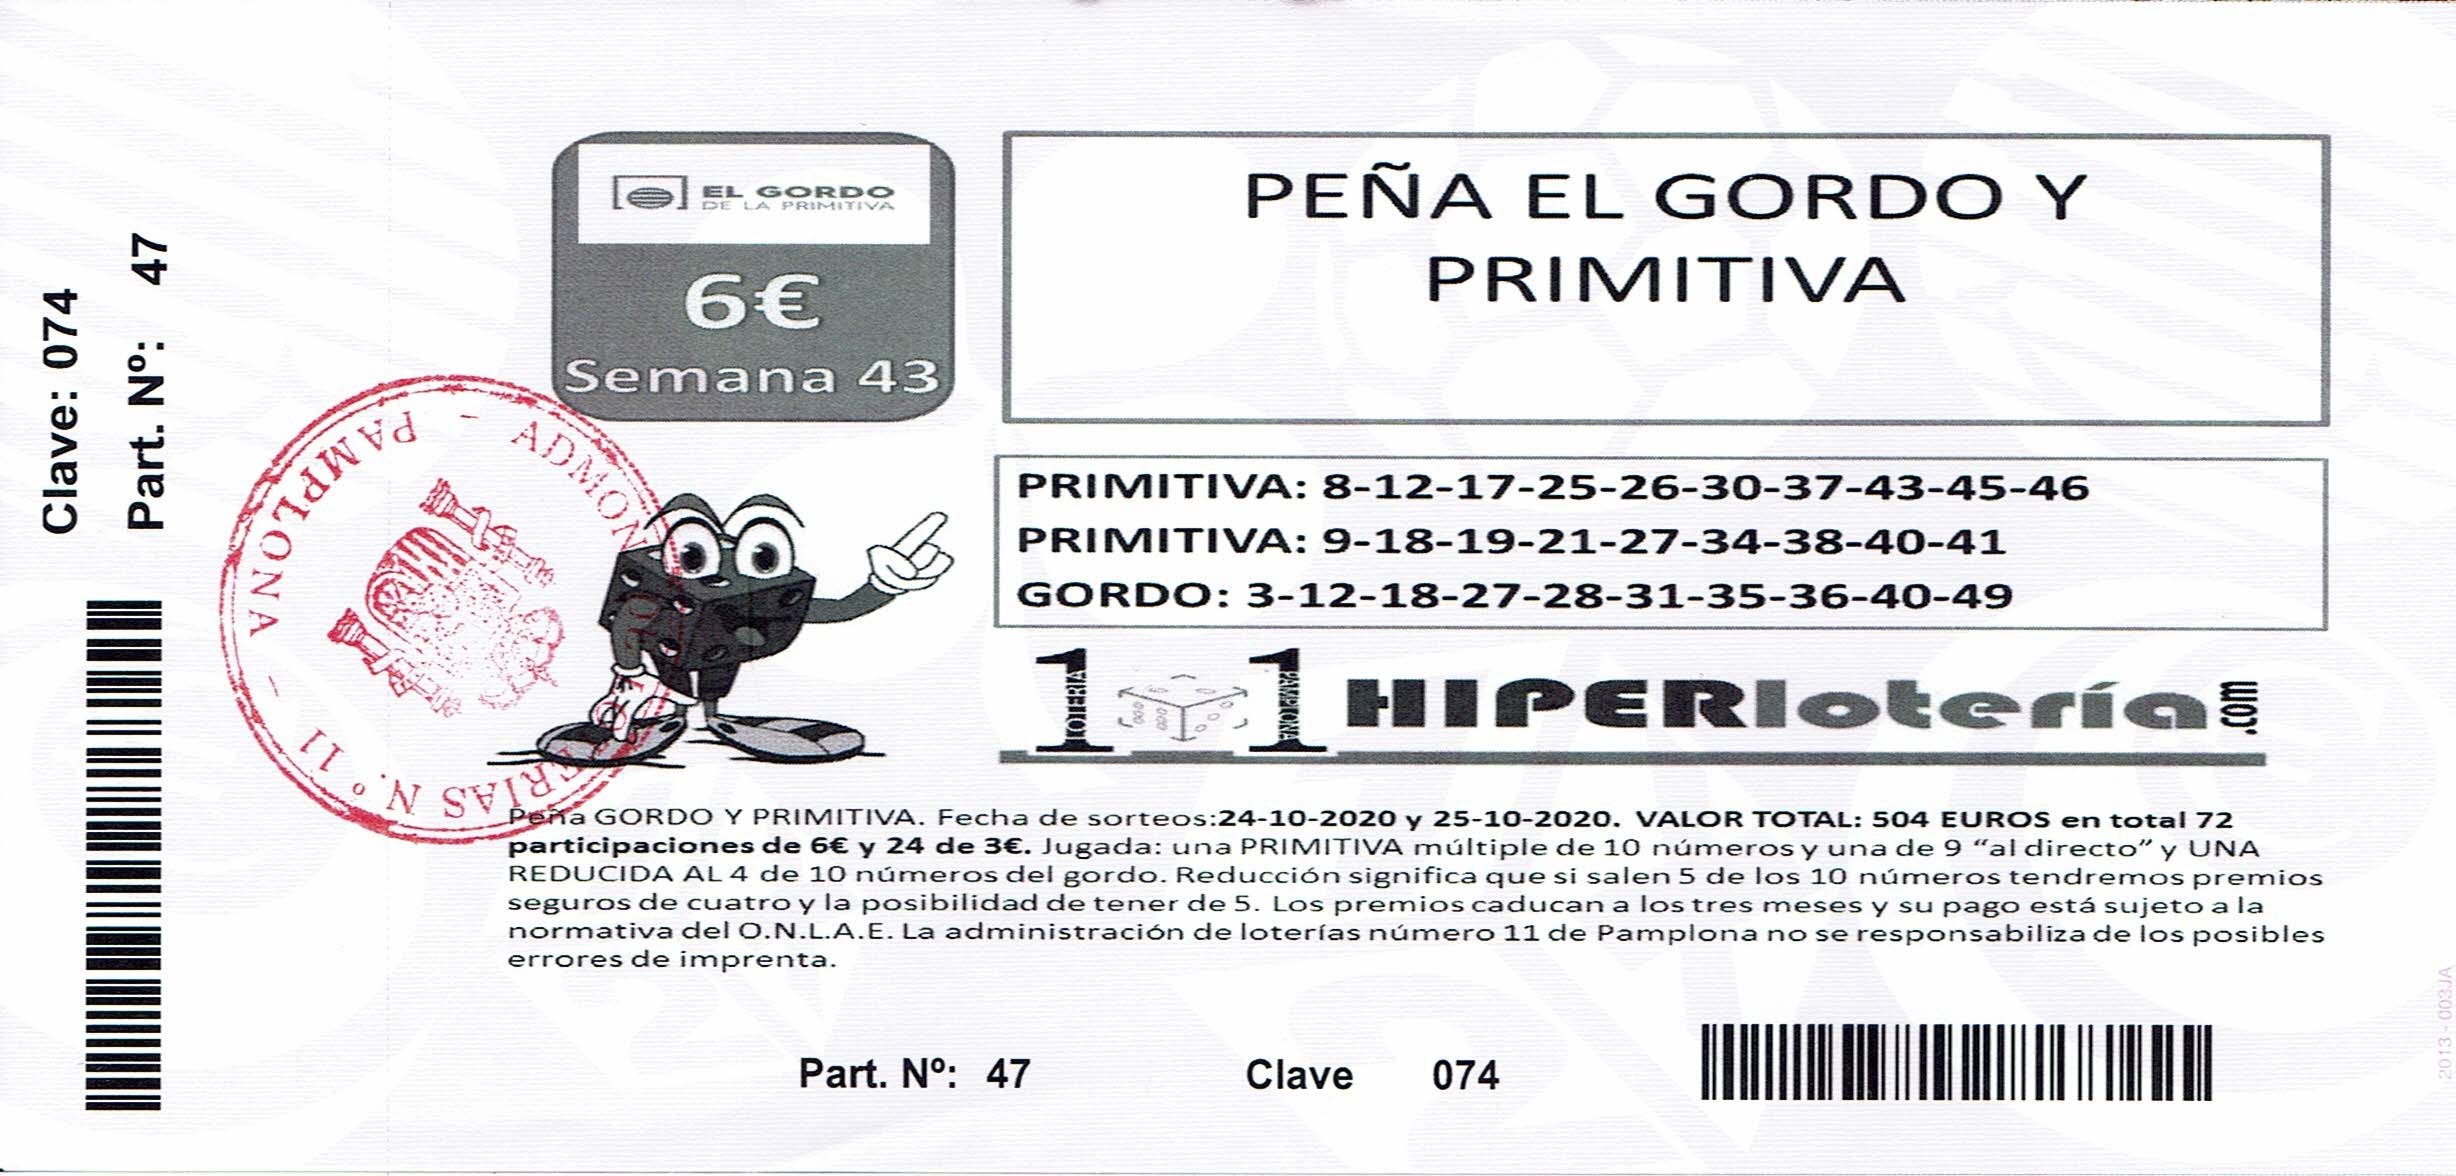 Clave: 074
Part. Nº: 47
EL GORDO
DE LA PRIMITIVA
6€
Semana 43
PEÑA EL GORDO Y
PRIMITIVA
PRIMITIVA: 8-12-17-25-26-30-37-43-45-46
PRIMITIVA: 9-18-19-21-27-34-38-40-41
GORDO: 3-12-18-27-28-31-35-36-40-49
ADMON DE
ERIAS N.º 11 - PAMPLONA -
1 LOTERIA 1 PAMPLONA HIPERlotería.com
Peña GORDO Y PRIMITIVA. Fecha de sorteos:24-10-2020 y 25-10-2020. VALOR TOTAL: 504 EUROS en total 72
participaciones de 6€ y 24 de 3€. Jugada: una PRIMITIVA múltiple de 10 números y una de 9 “al directo” y UNA
REDUCIDA AL 4 de 10 números del gordo. Reducción significa que si salen 5 de los 10 números tendremos premios
seguros de cuatro y la posibilidad de tener de 5. Los premios caducan a los tres meses y su pago está sujeto a la
normativa del O.N.L.A.E. La administración de loterías número 11 de Pamplona no se responsabiliza de los posibles
errores de imprenta.
Part. Nº: 47 Clave 074
2013 - 003JA